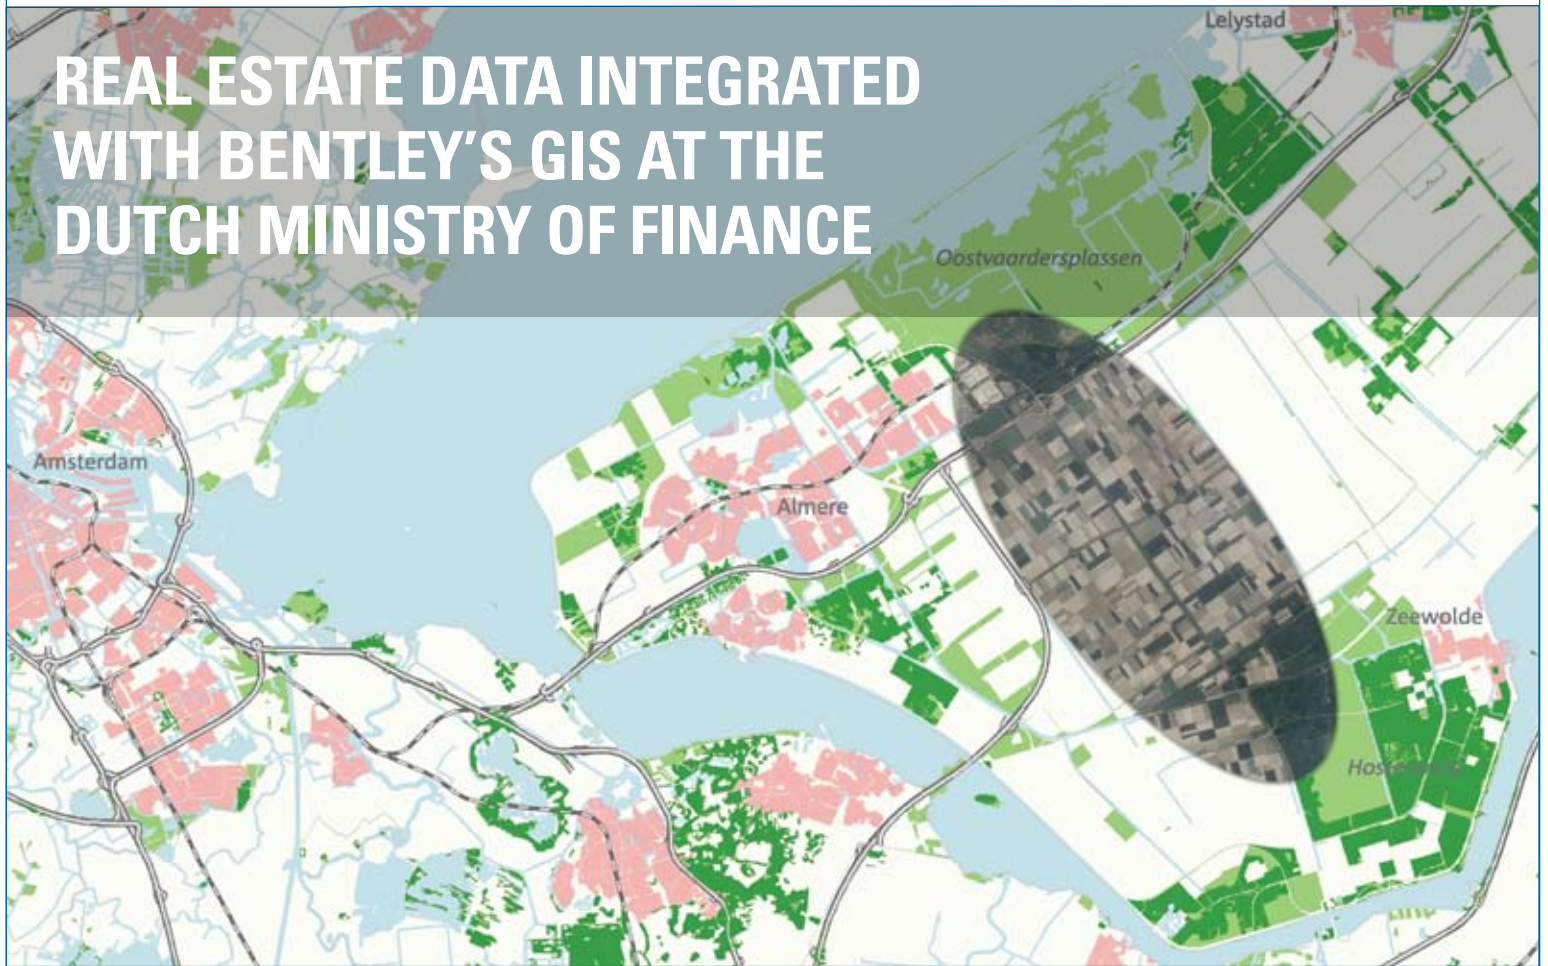 Lelystad
REAL ESTATE DATA INTEGRATED
WITH BENTLEY’S GIS AT THE
DUTCH MINISTRY OF FINANCE
Oostvaardersplassen
Amsterdam
Almere
Zeewolde